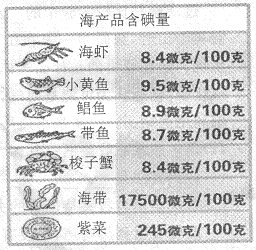 海产品含碘量
海虾 8.4微克/100克
小黄鱼 9.5微克/100克
鲳鱼 8.9微克/100克
带鱼 8.7微克/100克
梭子蟹 8.4微克/100克
海带 17500微克/100克
紫菜 245微克/100克